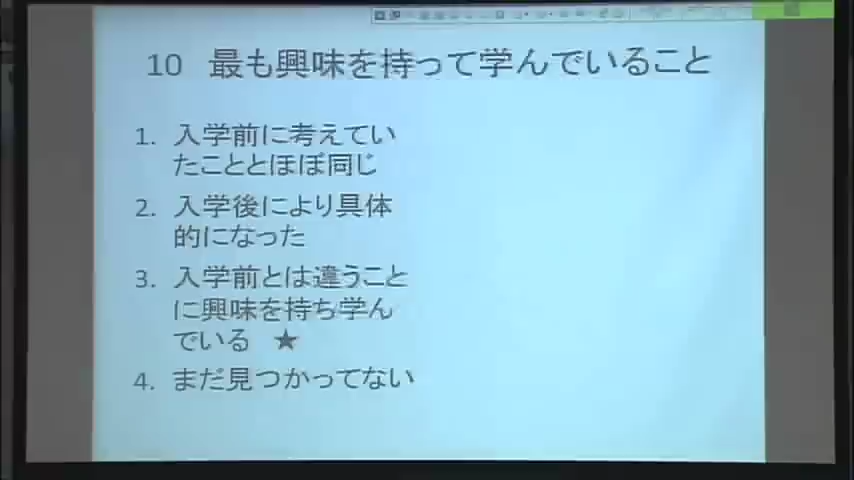 10 最も興味を持って学んでいること
1. 入学前に考えてい
たこととほぼ同じ
2. 入学後により具体
的になった
3. 入学前とは違うこと
に興味を持ち学ん
でいる ★
4. まだ見つかってない